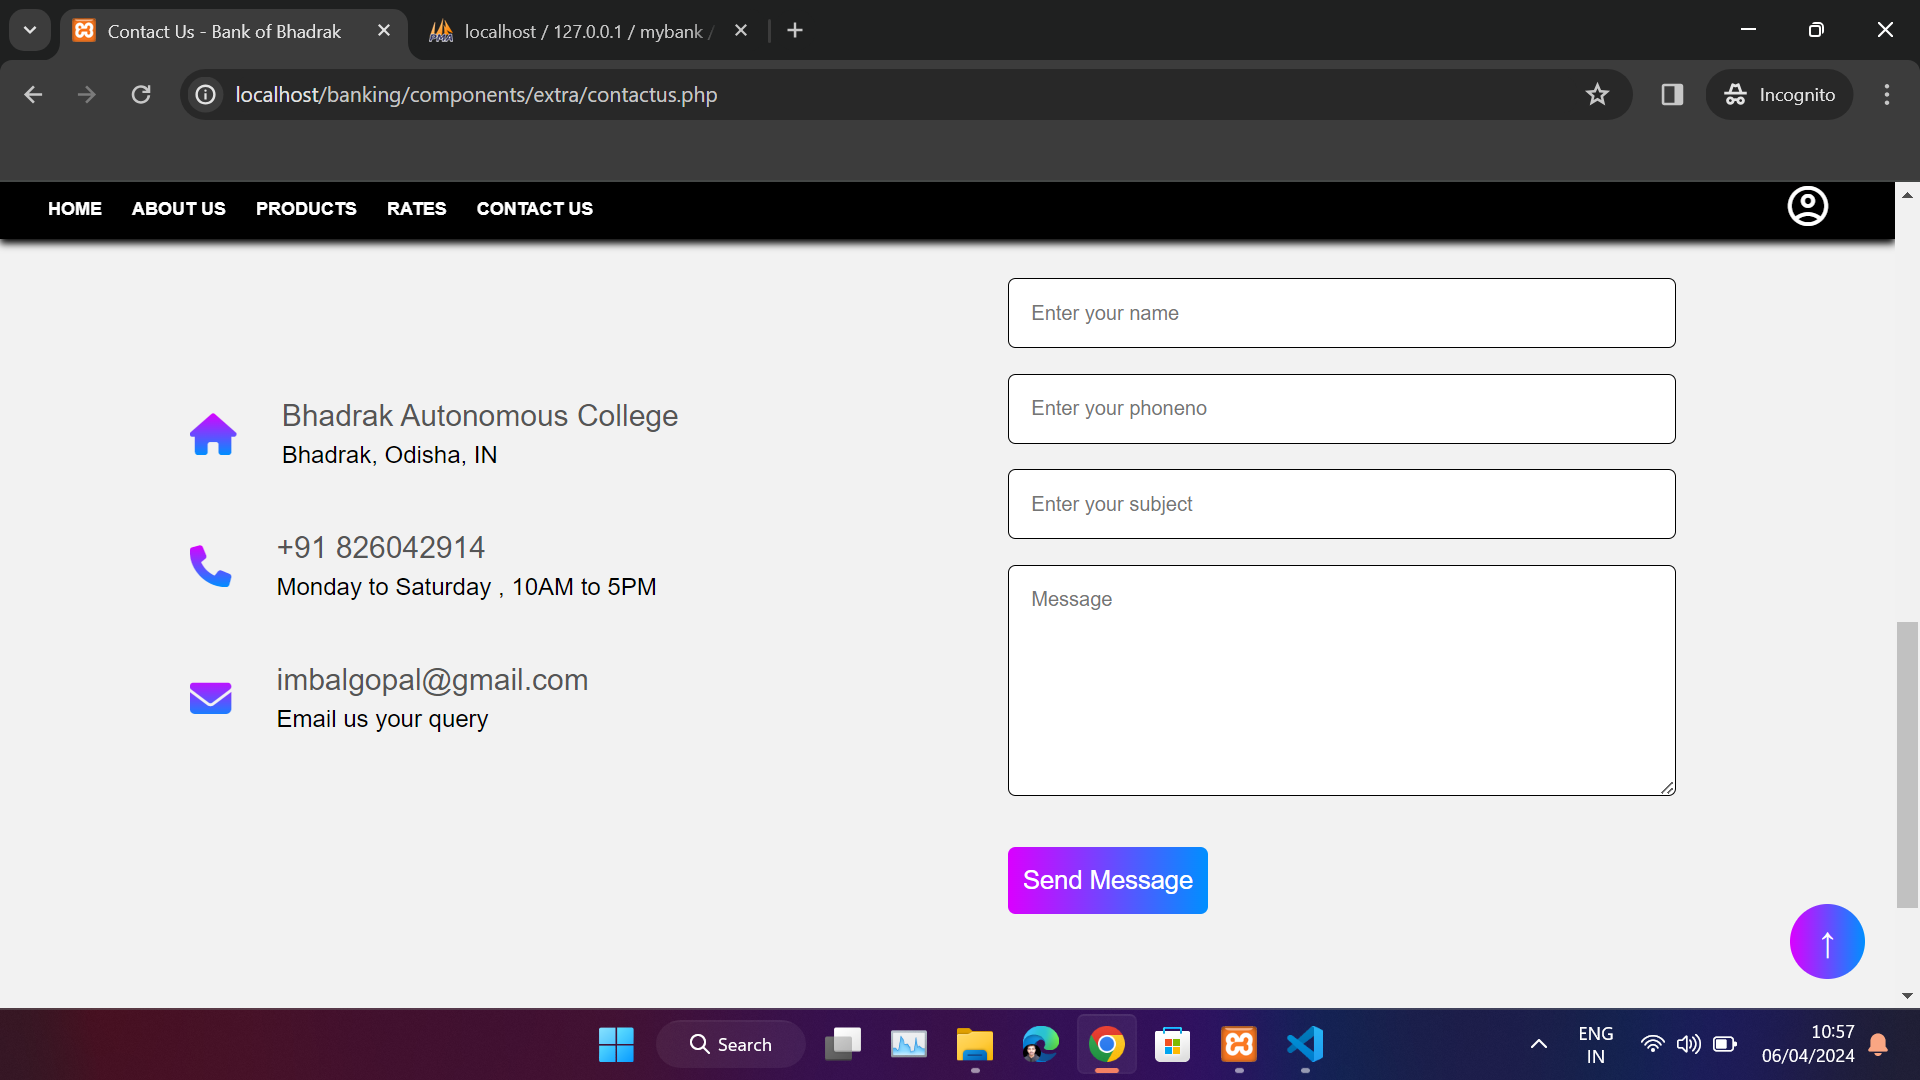 Contact Us - Bank of Bhadrak
localhost / 127.0.0.1 / mybank /
localhost/banking/components/extra/contactus.php
Incognito
HOME ABOUT US PRODUCTS RATES CONTACT US
Enter your name
Enter your phoneno
Enter your subject
Message
Send Message
Bhadrak Autonomous College
Bhadrak, Odisha, IN
+91 826042914
Monday to Saturday , 10AM to 5PM
imbalgopal@gmail.com
Email us your query
↑
Search
ENG
IN
10:57
06/04/2024